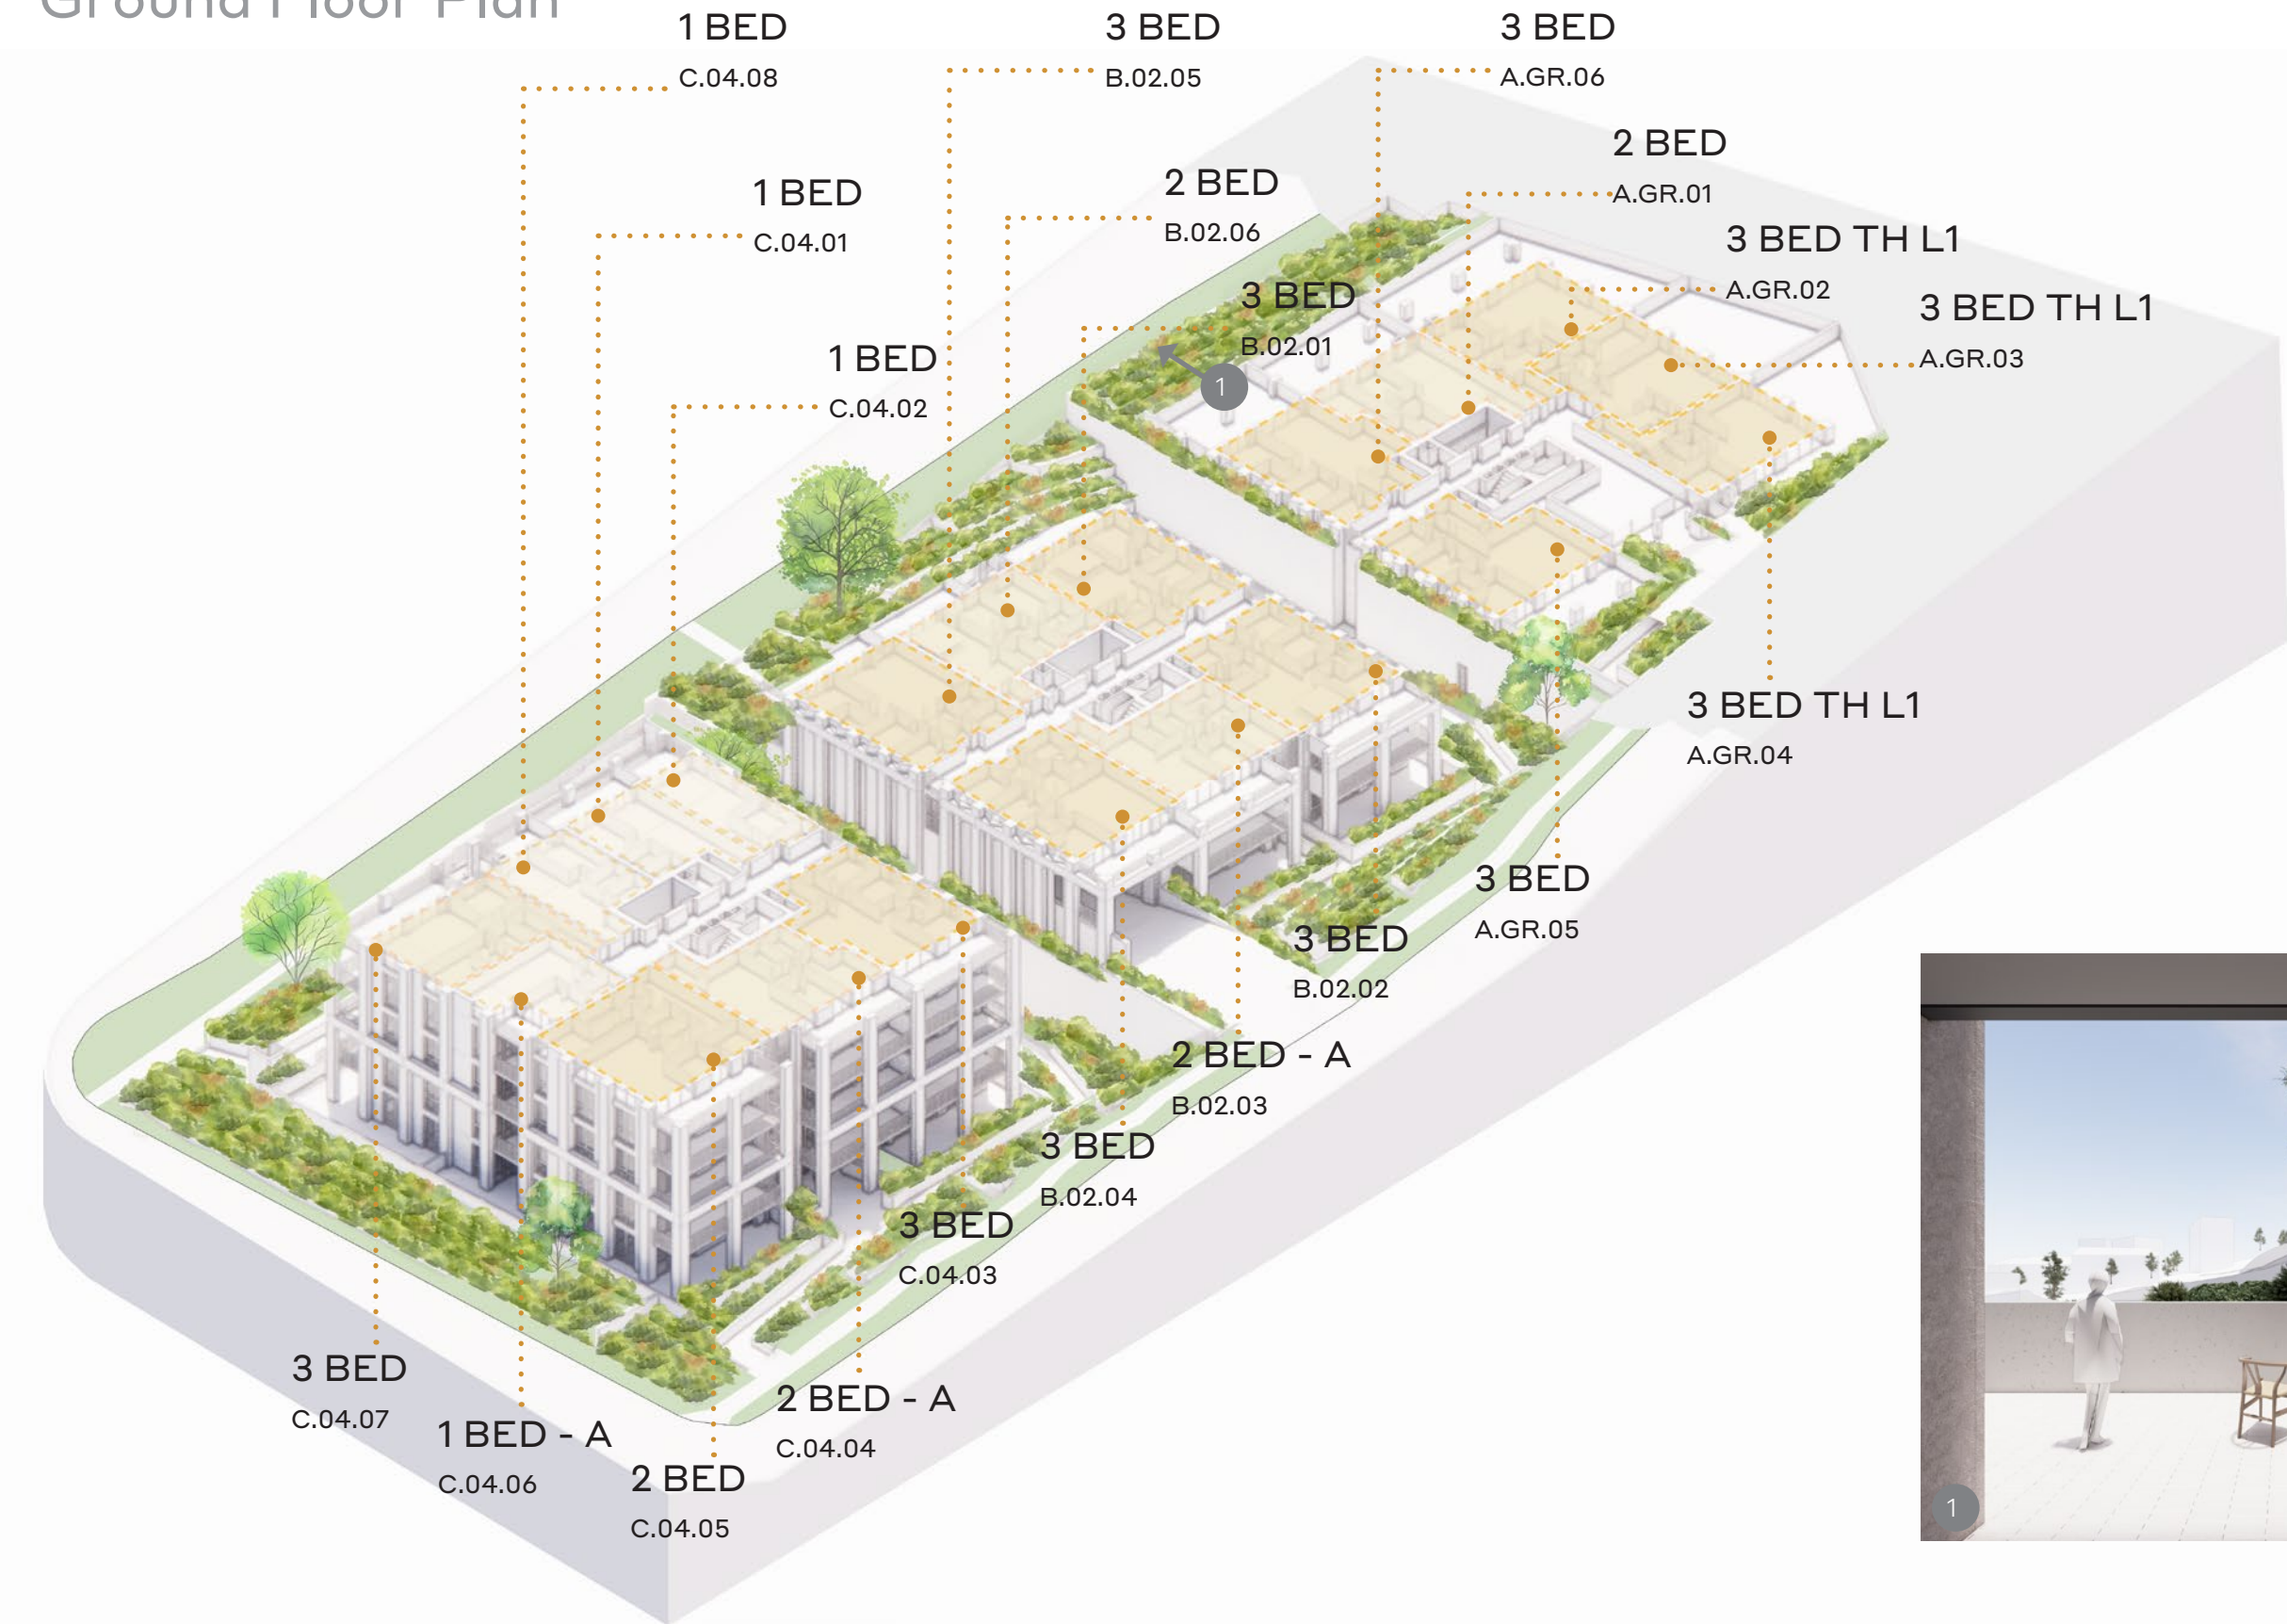 Ground Floor Plan
1 BED
C.04.08
3 BED
B.02.05
3 BED
A.GR.06
2 BED
A.GR.01
1 BED
C.04.01
2 BED
B.02.06
3 BED TH L1
A.GR.02
3 BED
B.02.01
3 BED TH L1
A.GR.03
1 BED
C.04.02
1
3 BED TH L1
A.GR.04
3 BED
A.GR.05
3 BED
B.02.02
2 BED - A
B.02.03
3 BED
B.02.04
3 BED
C.04.03
3 BED
C.04.07
2 BED - A
C.04.04
1 BED - A
C.04.06
2 BED
C.04.05
1